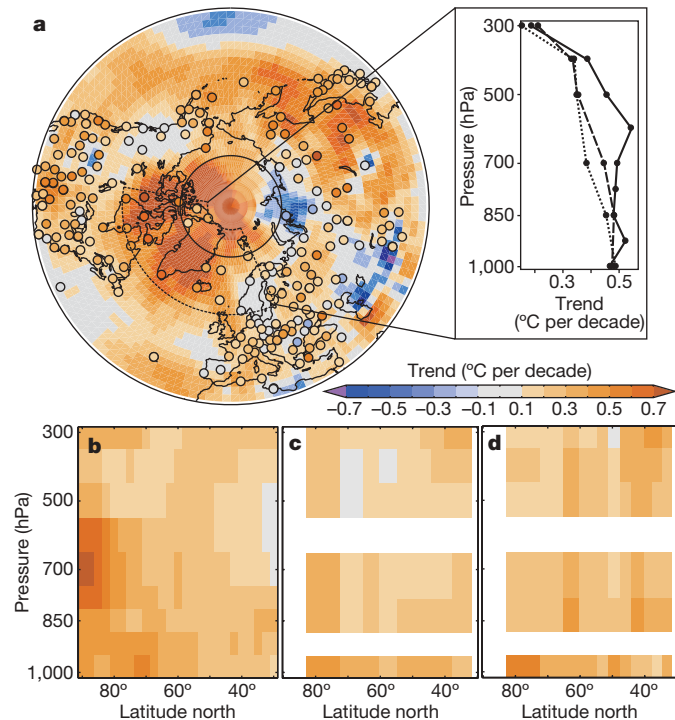 a
300
500
700
850
1,000
Pressure (hPa)
0.3 0.5
Trend
(ºC per decade)
Trend (ºC per decade)
−0.7 −0.5 −0.3 −0.1 0.1 0.3 0.5 0.7
b
c
d
300
500
700
850
1,000
Pressure (hPa)
80º 60º 40º
80º 60º 40º
80º 60º 40º
Latitude north
Latitude north
Latitude north